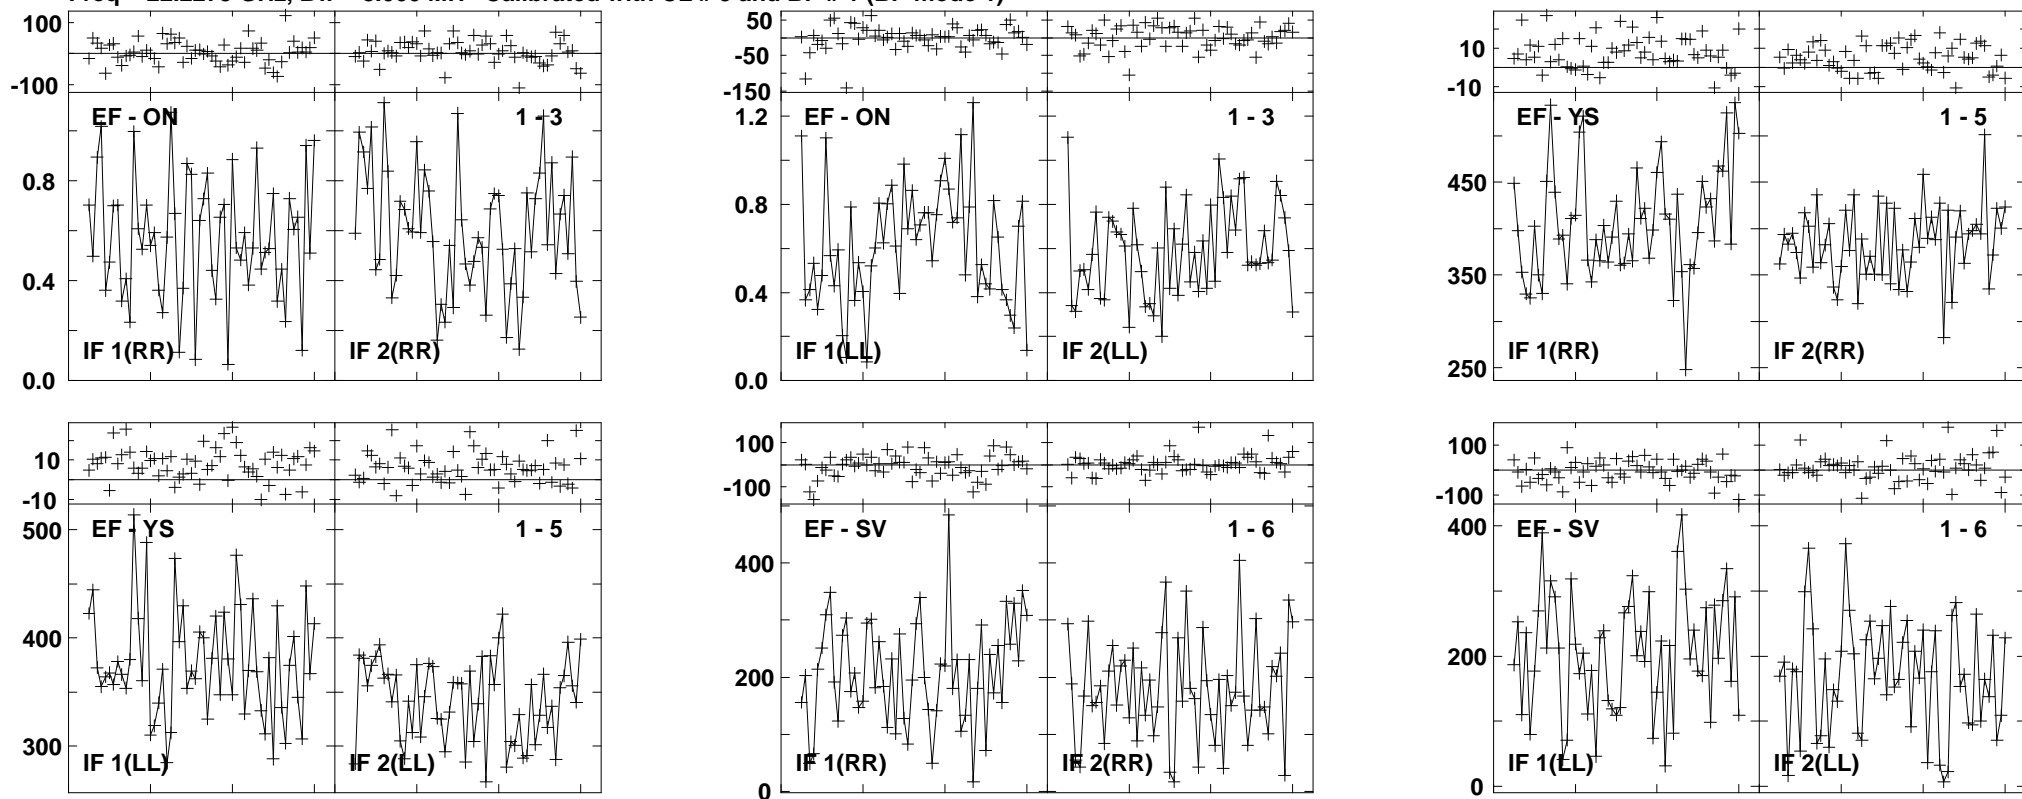 100
-100
EF - ON
1 - 3
0.8
0.4
0.0
IF 1(RR)
IF 2(RR)
50
-50
-150
1.2
EF - ON
1 - 3
0.8
0.4
0.0
IF 1(LL)
IF 2(LL)
10
-10
EF - YS
1 - 5
450
350
250
IF 1(RR)
IF 2(RR)
10
-10
500
EF - YS
1 - 5
400
300
IF 1(LL)
IF 2(LL)
100
-100
EF - SV
1 - 6
400
200
0
IF 1(RR)
IF 2(RR)
100
-100
400
EF - SV
1 - 6
200
0
IF 1(LL)
IF 2(LL)